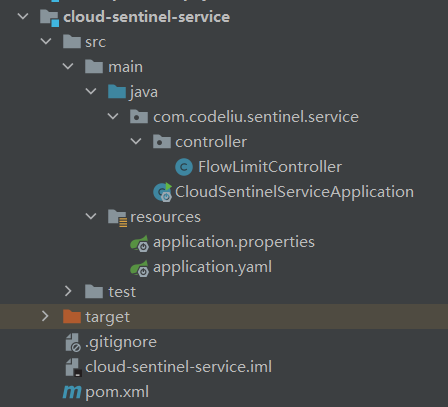 cloud-sentinel-service
src
main
java
com.codeliu.sentinel.service
controller
FlowLimitController
CloudSentinelServiceApplication
resources
application.properties
application.yaml
test
target
.gitignore
cloud-sentinel-service.iml
pom.xml